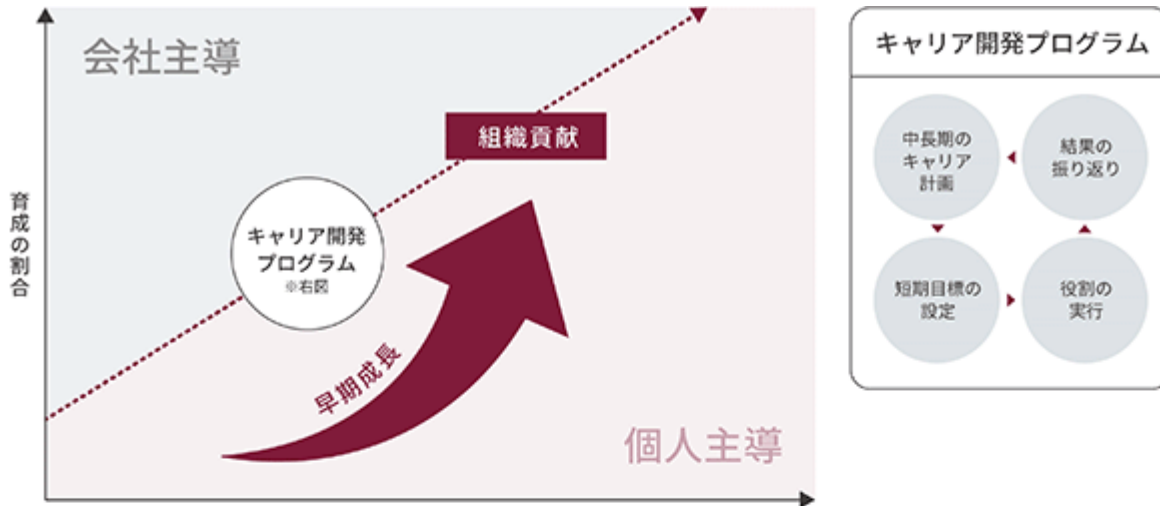 会社主導
組織貢献
育成の割合
キャリア開発
プログラム
※右図
早期成長
個人主導
キャリア開発プログラム
中長期の
キャリア
計画
結果の
振り返り
短期目標の
設定
役割の
実行